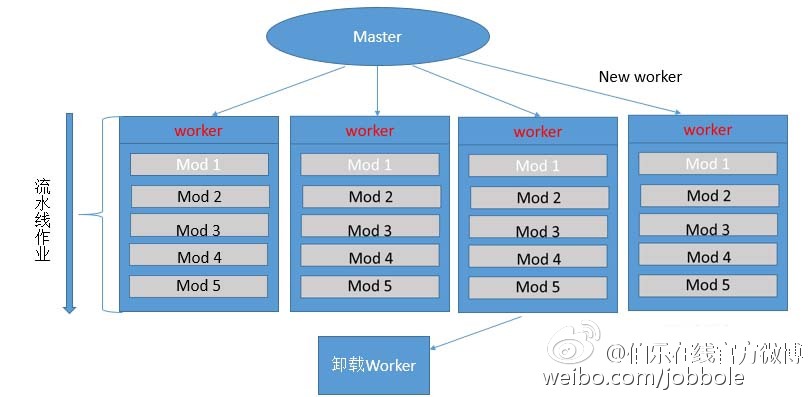 Master
New worker
worker
Mod 1
Mod 2
Mod 3
Mod 4
Mod 5
worker
Mod 1
Mod 2
Mod 3
Mod 4
Mod 5
worker
Mod 1
Mod 2
Mod 3
Mod 4
Mod 5
worker
Mod 1
Mod 2
Mod 3
Mod 4
Mod 5
流水线作业
卸载Worker
@伯乐在线官方微博
weibo.com/jobbole